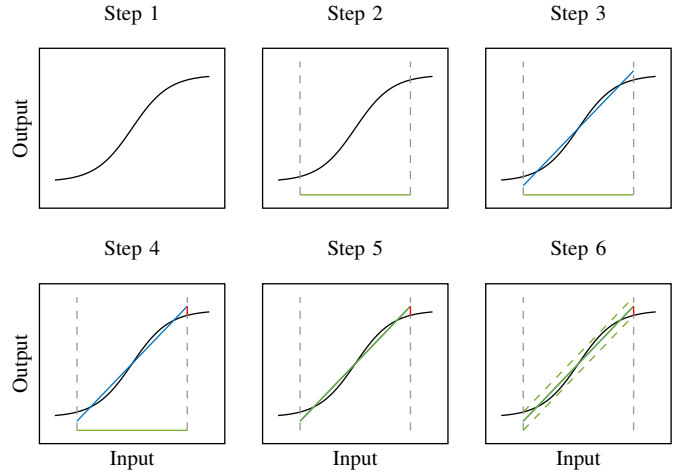 Step 1
Step 2
Step 3
Output
Step 4
Step 5
Step 6
Output
Input
Input
Input